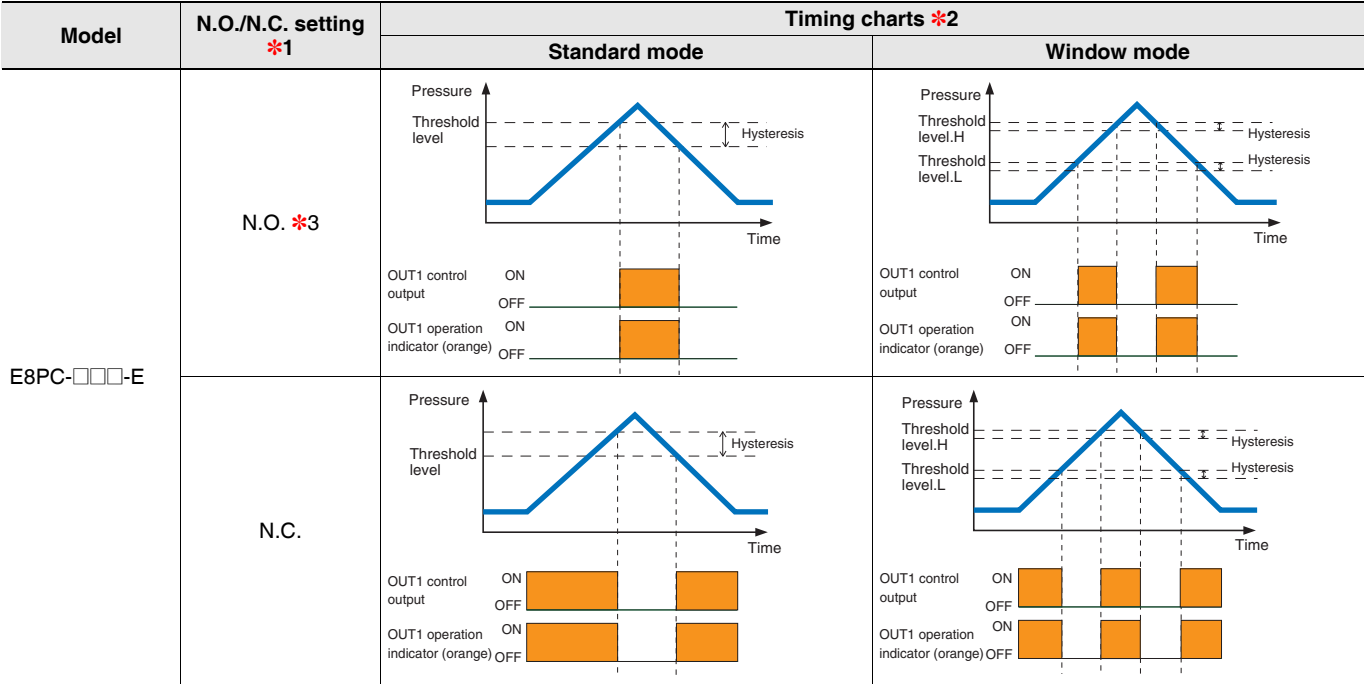 Model
N.O./N.C. setting
✻1
Timing charts ✻2
Standard mode
Window mode
E8PC-□□□-E
N.O. ✻3
Pressure
Threshold
level
Hysteresis
Time
OUT1 control
output
ON
OFF
OUT1 operation
indicator (orange)
ON
OFF
Pressure
Threshold
level.H
Hysteresis
Threshold
level.L
Hysteresis
Time
OUT1 control
output
ON
OFF
OUT1 operation
indicator (orange)
ON
OFF
N.C.
Pressure
Hysteresis
Threshold
level
Time
OUT1 control
output
ON
OFF
OUT1 operation
indicator (orange)
ON
OFF
Pressure
Threshold
level.H
Hysteresis
Threshold
level.L
Hysteresis
Time
OUT1 control
output
ON
OFF
OUT1 operation
indicator (orange)
ON
OFF